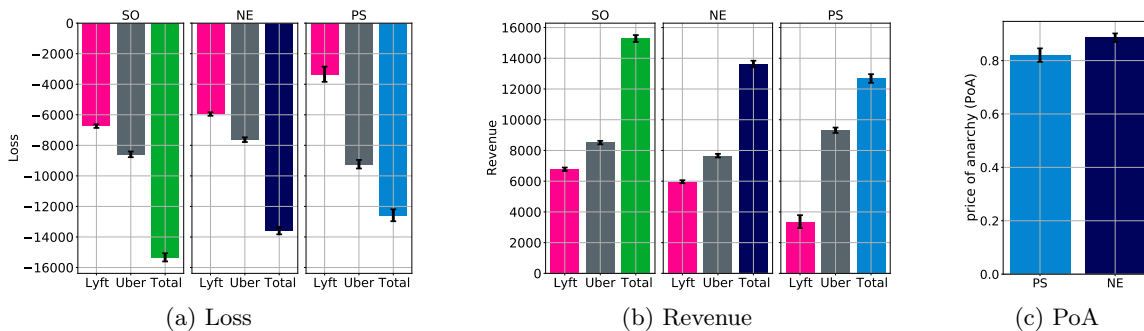 SO NE PS
0
−2000
−4000
−6000
−8000
−10000
−12000
−14000
−16000
Loss
Lyft Uber Total Lyft Uber Total Lyft Uber Total
(a) Loss
SO NE PS
16000
14000
12000
10000
8000
6000
4000
2000
0
Revenue
Lyft Uber Total Lyft Uber Total Lyft Uber Total
(b) Revenue
0.8
0.6
0.4
0.2
0.0
price of anarchy (PoA)
PS NE
(c) PoA